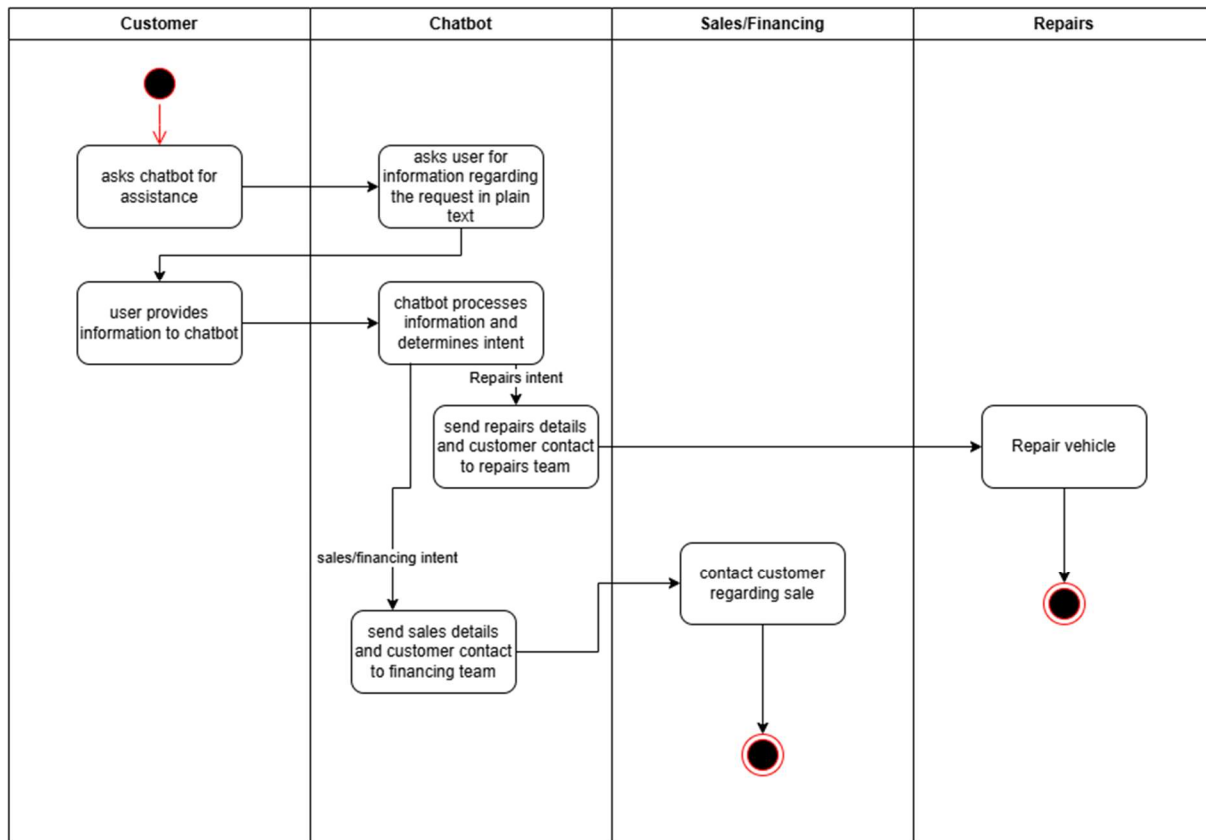 Customer
Chatbot
Sales/Financing
Repairs
asks chatbot for
assistance
asks user for
information regarding
the request in plain
text
user provides
information to chatbot
chatbot processes
information and
determines intent
Repairs intent
send repairs details
and customer contact
to repairs team
Repair vehicle
sales/financing intent
contact customer
regarding sale
send sales details
and customer contact
to financing team